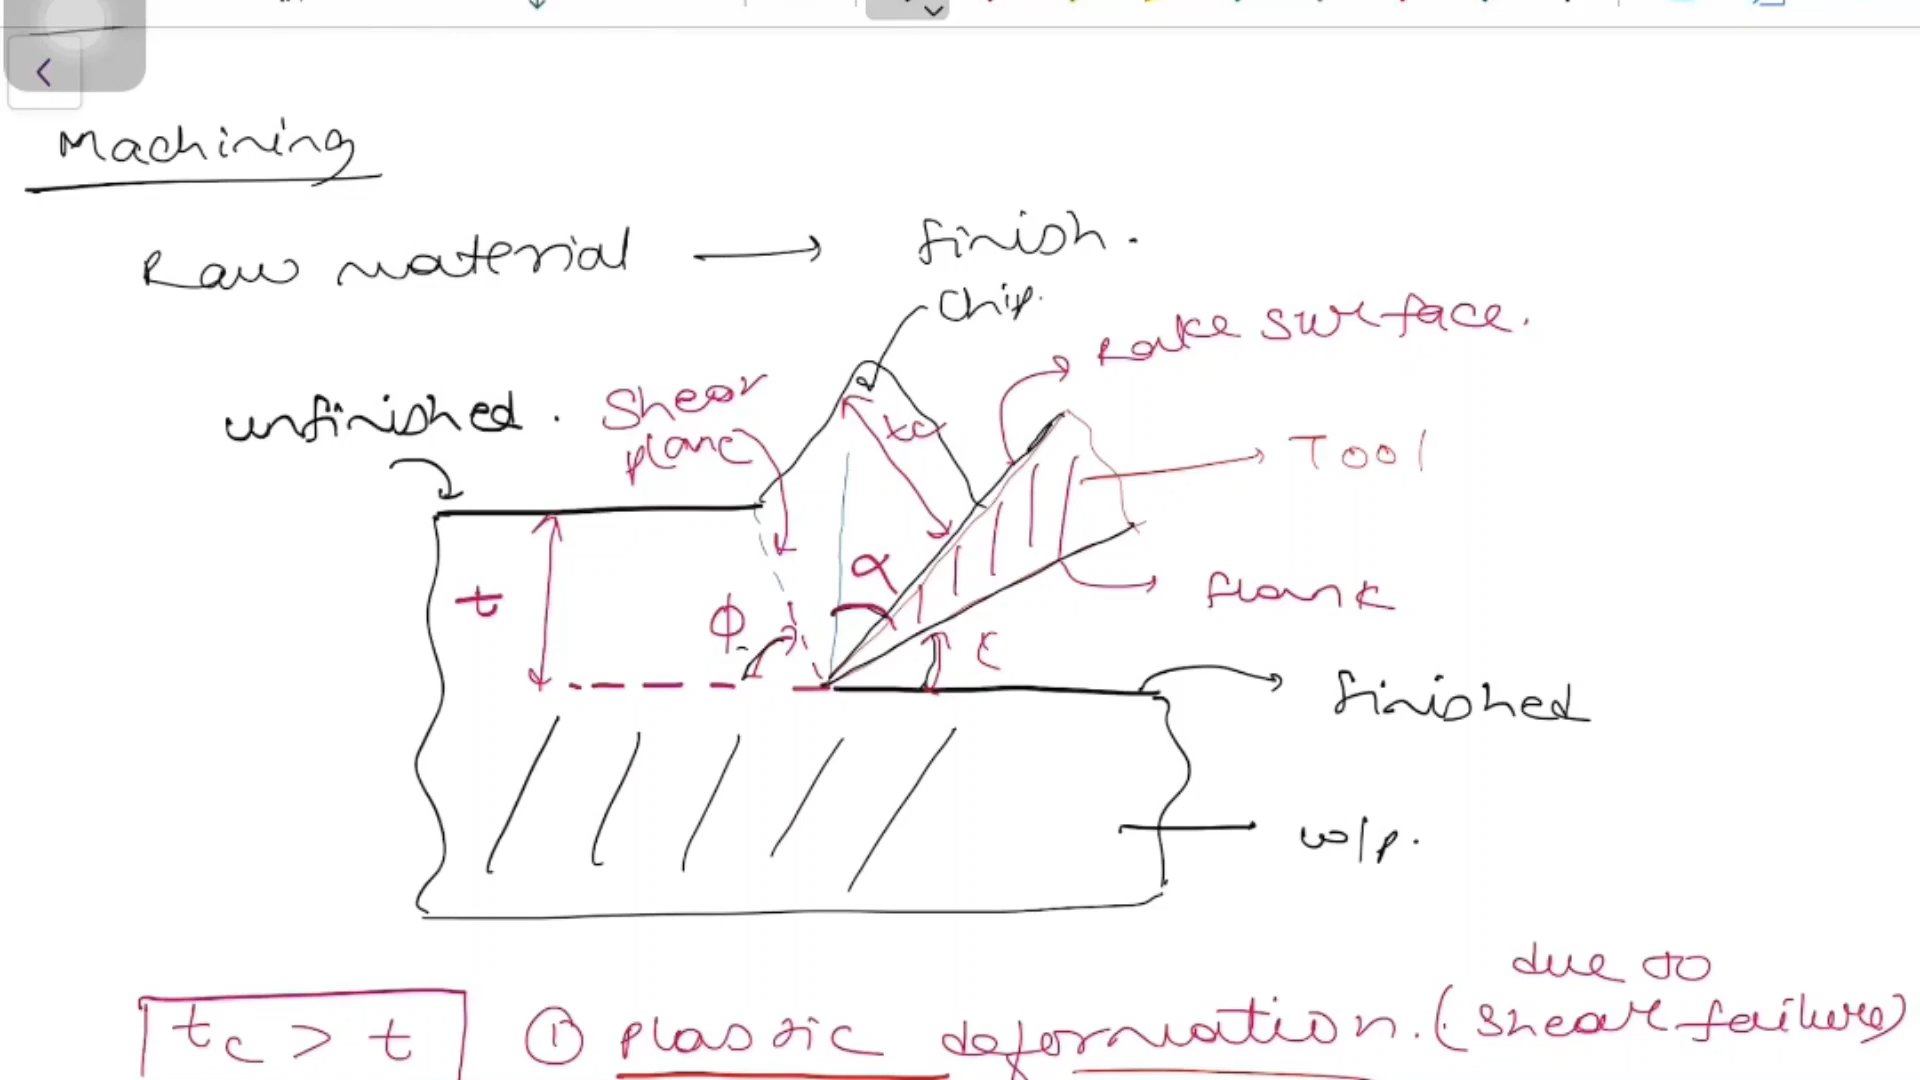 Machining
Raw material → finish.
chip.
Rake surface.
unfinished.
Shear
plane
tc
Tool
α
t
ϕ
flank
finished
w/p.
due to
tc > t ① plastic deformation. (shear failure)